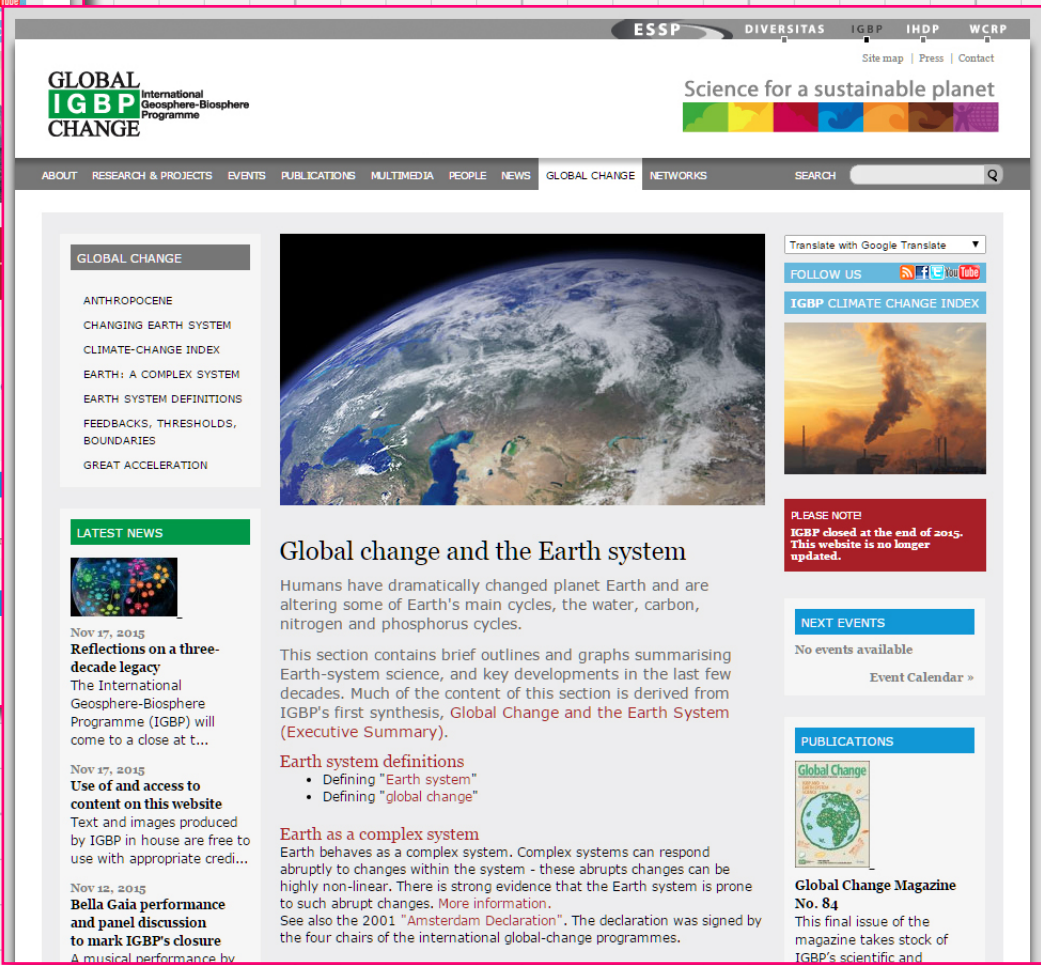 ESSP DIVERSITAS IGBP IHDP WCRP
Site map | Press | Contact
GLOBAL
IGBP International
Geosphere-Biosphere
Programme
CHANGE
Science for a sustainable planet
ABOUT RESEARCH & PROJECTS EVENTS PUBLICATIONS MULTIMEDIA PEOPLE NEWS GLOBAL CHANGE NETWORKS SEARCH
GLOBAL CHANGE
ANTHROPOCENE
CHANGING EARTH SYSTEM
CLIMATE-CHANGE INDEX
EARTH: A COMPLEX SYSTEM
EARTH SYSTEM DEFINITIONS
FEEDBACKS, THRESHOLDS,
BOUNDARIES
GREAT ACCELERATION
LATEST NEWS
Nov 17, 2015
Reflections on a three-
decade legacy
The International
Geosphere-Biosphere
Programme (IGBP) will
come to a close at t...
Nov 17, 2015
Use of and access to
content on this website
Text and images produced
by IGBP in house are free to
use with appropriate credi...
Nov 12, 2015
Bella Gaia performance
and panel discussion
to mark IGBP's closure
A musical performance by
Global change and the Earth system
Humans have dramatically changed planet Earth and are
altering some of Earth's main cycles, the water, carbon,
nitrogen and phosphorus cycles.
This section contains brief outlines and graphs summarising
Earth-system science, and key developments in the last few
decades. Much of the content of this section is derived from
IGBP's first synthesis, Global Change and the Earth System
(Executive Summary).
Earth system definitions
• Defining "Earth system"
• Defining "global change"
Earth as a complex system
Earth behaves as a complex system. Complex systems can respond
abruptly to changes within the system - these abrupts changes can be
highly non-linear. There is strong evidence that the Earth system is prone
to such abrupt changes. More information.
See also the 2001 "Amsterdam Declaration". The declaration was signed by
the four chairs of the international global-change programmes.
Translate with Google Translate
FOLLOW US You Tube
IGBP CLIMATE CHANGE INDEX
PLEASE NOTE!
IGBP closed at the end of 2015.
This website is no longer
updated.
NEXT EVENTS
No events available
Event Calendar »
PUBLICATIONS
Global Change
Global Change Magazine
No. 84
This final issue of the
magazine takes stock of
IGBP's scientific and